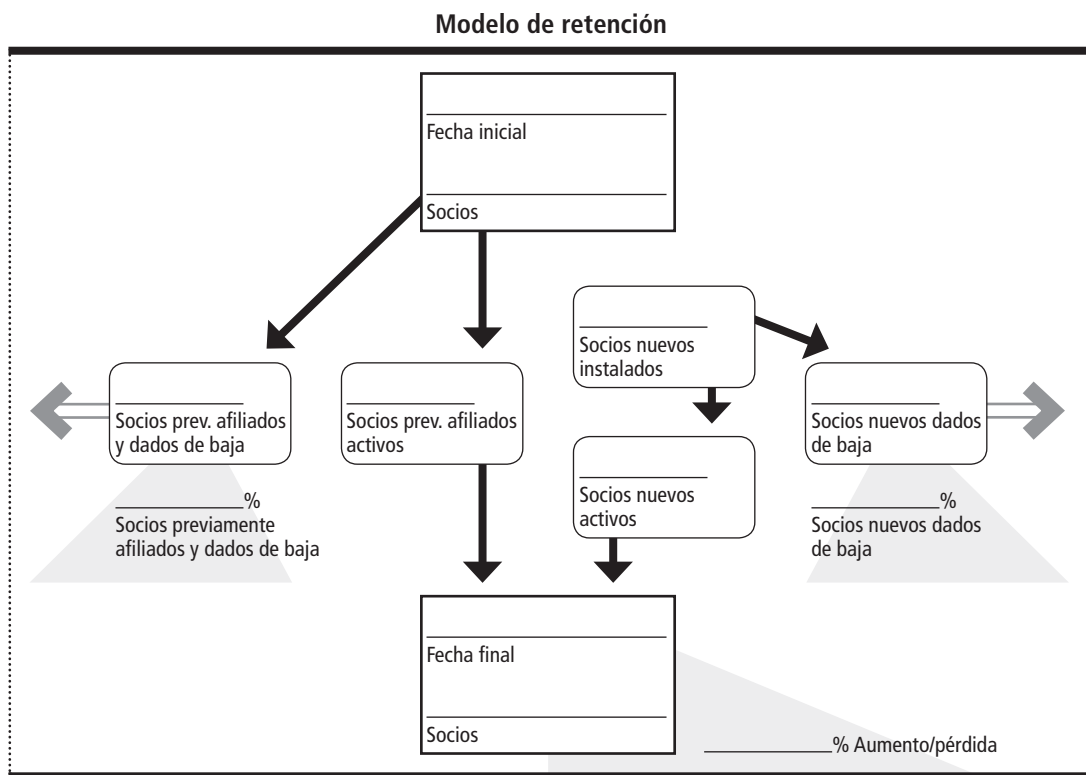 Modelo de retención
Fecha inicial
Socios
Socios nuevos
instalados
Socios prev. afiliados
y dados de baja
Socios prev. afiliados
activos
Socios nuevos dados
de baja
Socios nuevos
activos
%
Socios previamente
afiliados y dados de baja
%
Socios nuevos dados
de baja
Fecha final
Socios
% Aumento/pérdida